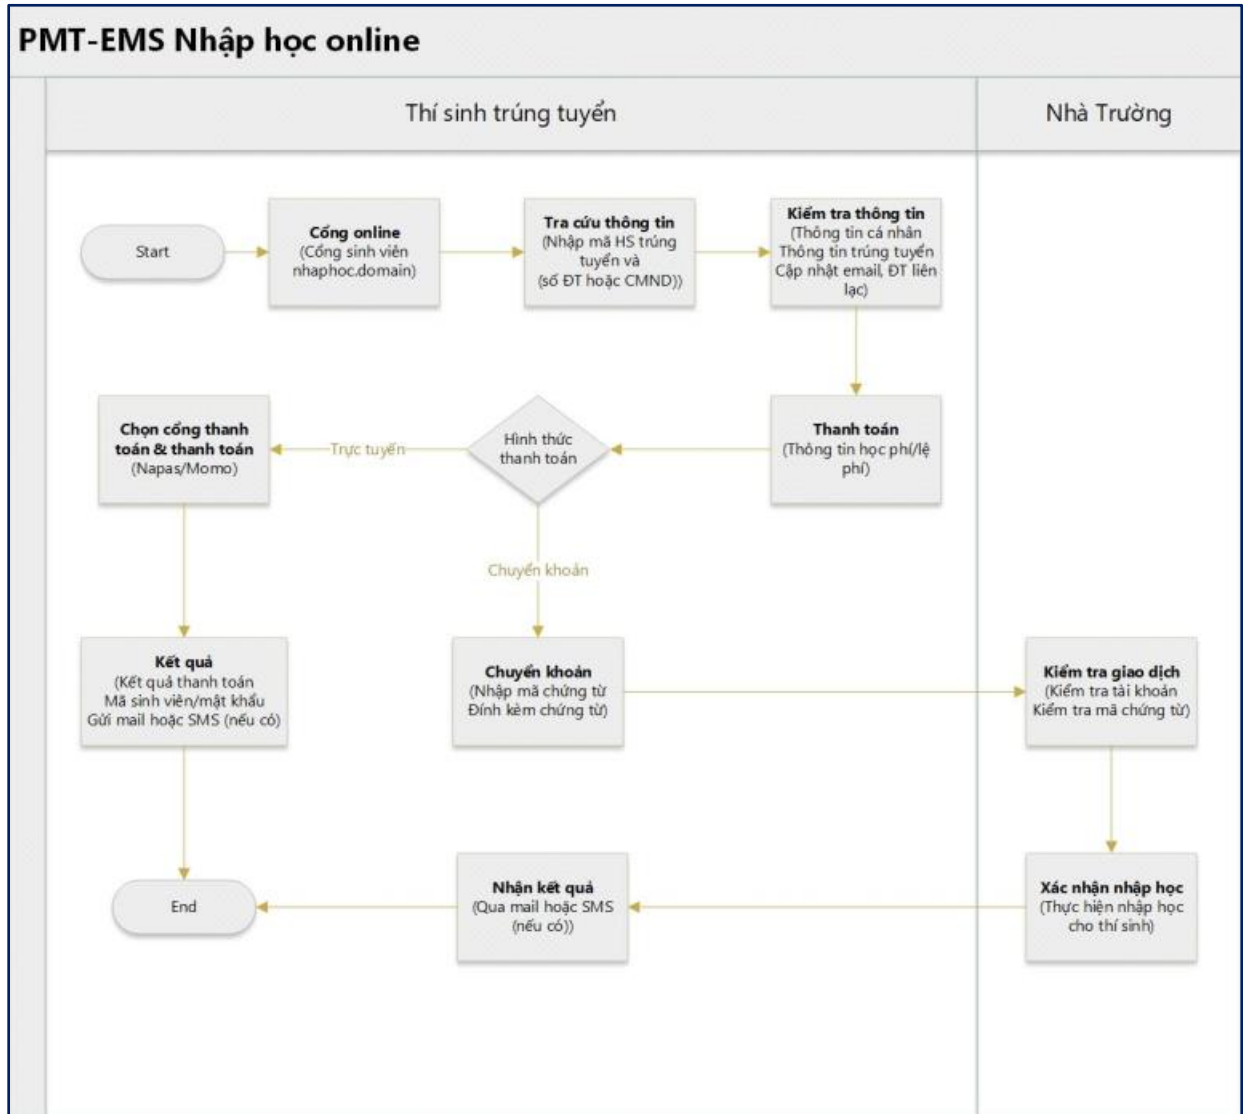 PMT-EMS Nhập học online
Thí sinh trúng tuyển
Nhà Trường
Start
Cổng online
(Cổng sinh viên
nhaphoc.domain)
Tra cứu thông tin
(Nhập mã HS trúng
tuyển và
(số ĐT hoặc CMND))
Kiểm tra thông tin
(Thông tin cá nhân
Thông tin trúng tuyển
Cập nhật email, ĐT liên
lạc)
Chọn cổng thanh
toán & thanh toán
(Napas/Momo)
Trực tuyến
Hình thức
thanh toán
Thanh toán
(Thông tin học phí/lệ
phí)
Chuyển khoản
Kết quả
(Kết quả thanh toán
Mã sinh viên/mật khẩu
Gửi mail hoặc SMS (nếu có)
Chuyển khoản
(Nhập mã chứng từ
Đính kèm chứng từ)
Kiểm tra giao dịch
(Kiểm tra tài khoản
Kiểm tra mã chứng từ)
End
Nhận kết quả
(Qua mail hoặc SMS
(nếu có))
Xác nhận nhập học
(Thực hiện nhập học
cho thí sinh)